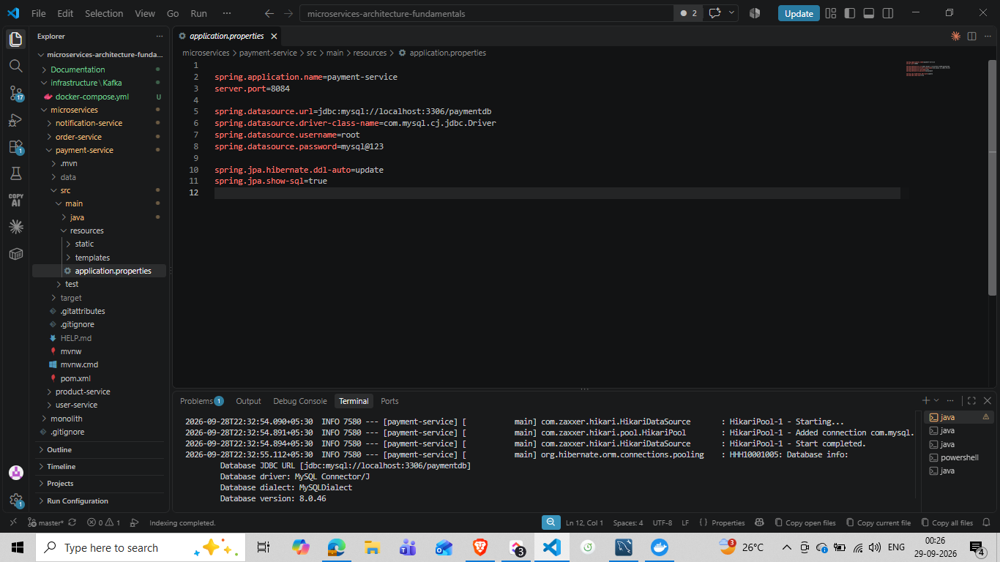 File Edit Selection View Go Run ··· microservices-architecture-fundamentals 2 Update
Explorer ···
microservices-architecture-funda...
Documentation
infrastructure \ Kafka
docker-compose.yml U
microservices
notification-service
order-service
payment-service
.mvn
data
src
main
java
resources
static
templates
application.properties
test
target
.gitattributes
.gitignore
HELP.md
mvnw
mvnw.cmd
pom.xml
product-service
user-service
monolith
.gitignore
Outline
Timeline
Projects
Run Configuration
17
1
COPY
AI
1
application.properties
microservices > payment-service > src > main > resources > application.properties
1
2 spring.application.name=payment-service
3 server.port=8084
4
5 spring.datasource.url=jdbc:mysql://localhost:3306/paymentdb
6 spring.datasource.driver-class-name=com.mysql.cj.jdbc.Driver
7 spring.datasource.username=root
8 spring.datasource.password=mysql@123
9
10 spring.jpa.hibernate.ddl-auto=update
11 spring.jpa.show-sql=true
12
Problems 1 Output Debug Console Terminal Ports
2026-09-28T22:32:54.090+05:30 INFO 7580 --- [payment-service] [ main] com.zaxxer.hikari.HikariDataSource : HikariPool-1 - Starting...
2026-09-28T22:32:54.891+05:30 INFO 7580 --- [payment-service] [ main] com.zaxxer.hikari.pool.HikariPool : HikariPool-1 - Added connection com.mysql.
2026-09-28T22:32:54.894+05:30 INFO 7580 --- [payment-service] [ main] com.zaxxer.hikari.HikariDataSource : HikariPool-1 - Start completed.
2026-09-28T22:32:55.112+05:30 INFO 7580 --- [payment-service] [ main] org.hibernate.orm.connections.pooling : HHH10001005: Database info:
Database JDBC URL [jdbc:mysql://localhost:3306/paymentdb]
Database driver: MySQL Connector/J
Database dialect: MySQLDialect
Database version: 8.0.46
java
java
java
powershell
java
master* 0 1 Indexing completed. Ln 12, Col 1 Spaces: 4 UTF-8 LF Properties Copy open files Copy current file Copy all files
Type here to search 3 3 26°C ENG 00:26
29-09-2026 4